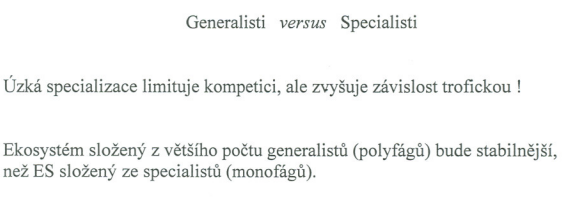 Generalisti versus Specialisti
Úzká specializace limituje kompetici, ale zvyšuje závislost trofickou !
Ekosystém složený z většího počtu generalistů (polyfágů) bude stabilnější,
než ES složený ze specialistů (monofágů).